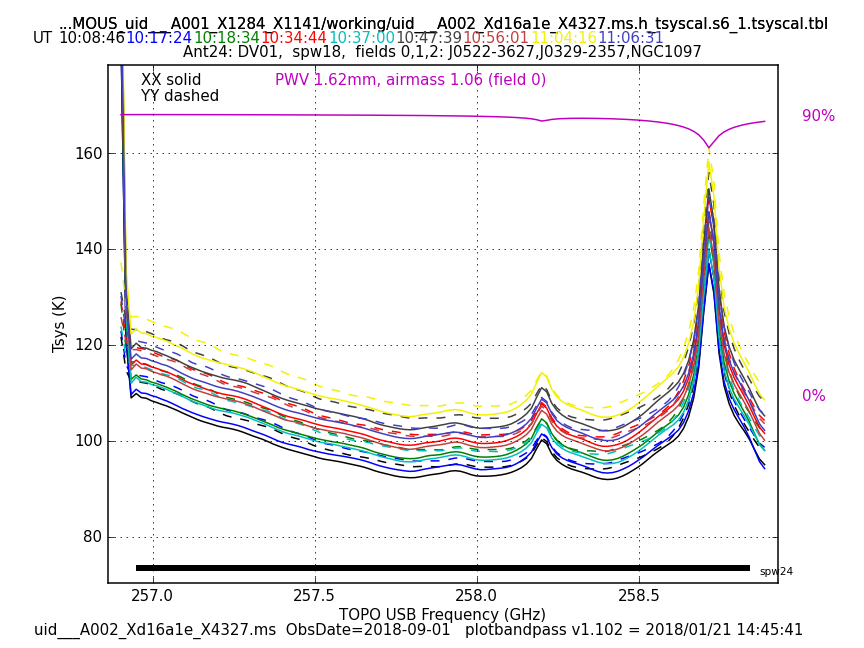 ...MOUS_uid___A001_X1284_X1141/working/uid___A002_Xd16a1e_X4327.ms.h_tsyscal.s6_1.tsyscal.tbl
UT 10:08:46 10:17:24 10:18:34 10:34:44 10:37:00 10:47:39 10:56:01 11:04:16 11:06:31
Ant24: DV01, spw18, fields 0,1,2: J0522-3627,J0329-2357,NGC1097
XX solid
PWV 1.62mm, airmass 1.06 (field 0)
YY dashed
90%
160
140
120
Tsys (K)
0%
100
80
spw24
257.0 257.5 258.0 258.5
TOPO USB Frequency (GHz)
uid___A002_Xd16a1e_X4327.ms ObsDate=2018-09-01 plotbandpass v1.102 = 2018/01/21 14:45:41